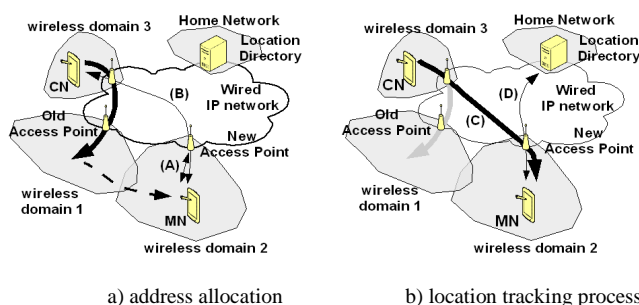 wireless domain 3
Home Network
Location
Directory
CN
(B)
Wired
IP network
Old
Access Point
New
Access Point
(A)
wireless
domain 1
MN
wireless domain 2
a) address allocation
wireless domain 3
Home Network
Location
Directory
CN
(D)
Wired
IP network
(C)
Old
Access Point
New
Access Point
wireless
domain 1
MN
wireless domain 2
b) location tracking process